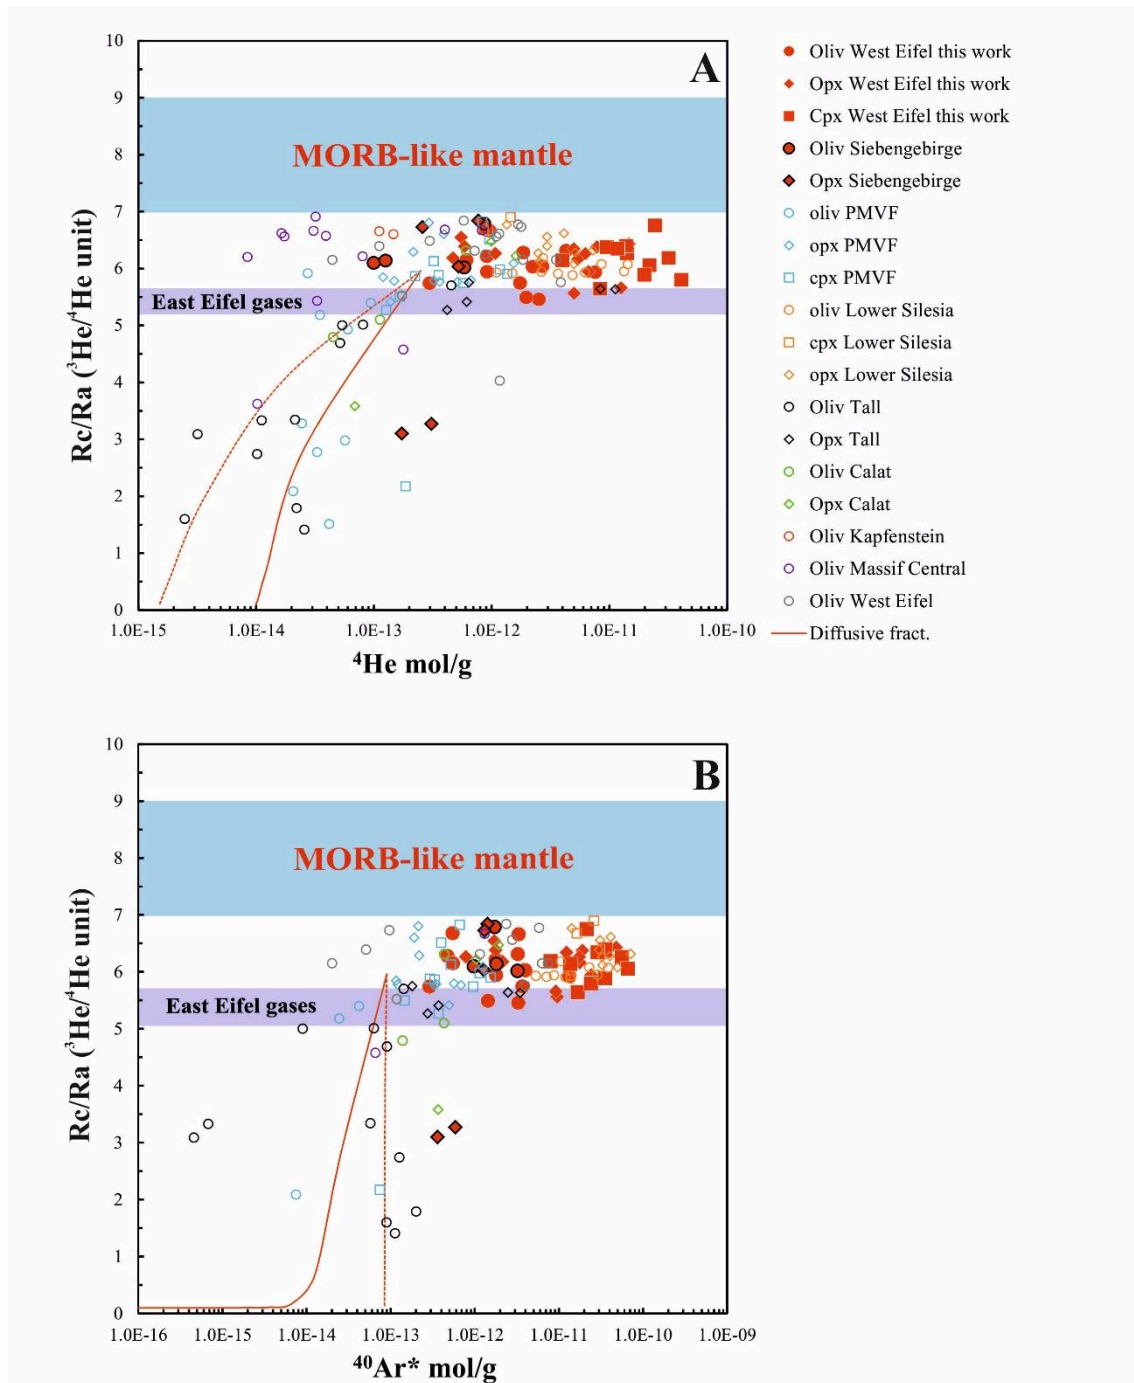 10
9
8
7
6
5
4
3
2
1
0
Rc/Ra (³He/⁴He unit)
A
MORB-like mantle
East Eifel gases
1.0E-15 1.0E-14 1.0E-13 1.0E-12 1.0E-11 1.0E-10
⁴He mol/g
Oliv West Eifel this work
Opx West Eifel this work
Cpx West Eifel this work
Oliv Siebengebirge
Opx Siebengebirge
oliv PMVF
opx PMVF
cpx PMVF
oliv Lower Silesia
cpx Lower Silesia
opx Lower Silesia
Oliv Tall
Opx Tall
Oliv Calat
Opx Calat
Oliv Kapfenstein
Oliv Massif Central
Oliv West Eifel
Diffusive fract.
10
9
8
7
6
5
4
3
2
1
0
Rc/Ra (³He/⁴He unit)
B
MORB-like mantle
East Eifel gases
1.0E-16 1.0E-15 1.0E-14 1.0E-13 1.0E-12 1.0E-11 1.0E-10 1.0E-09
⁴⁰Ar* mol/g